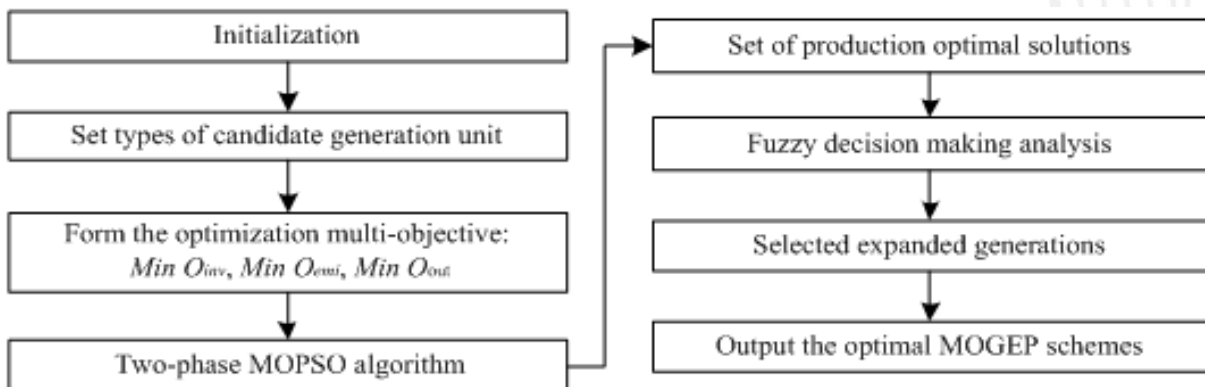 Initialization
Set types of candidate generation unit
Form the optimization multi-objective:
Min Oinv, Min Oemi, Min Oout
Two-phase MOPSO algorithm
Set of production optimal solutions
Fuzzy decision making analysis
Selected expanded generations
Output the optimal MOGEP schemes